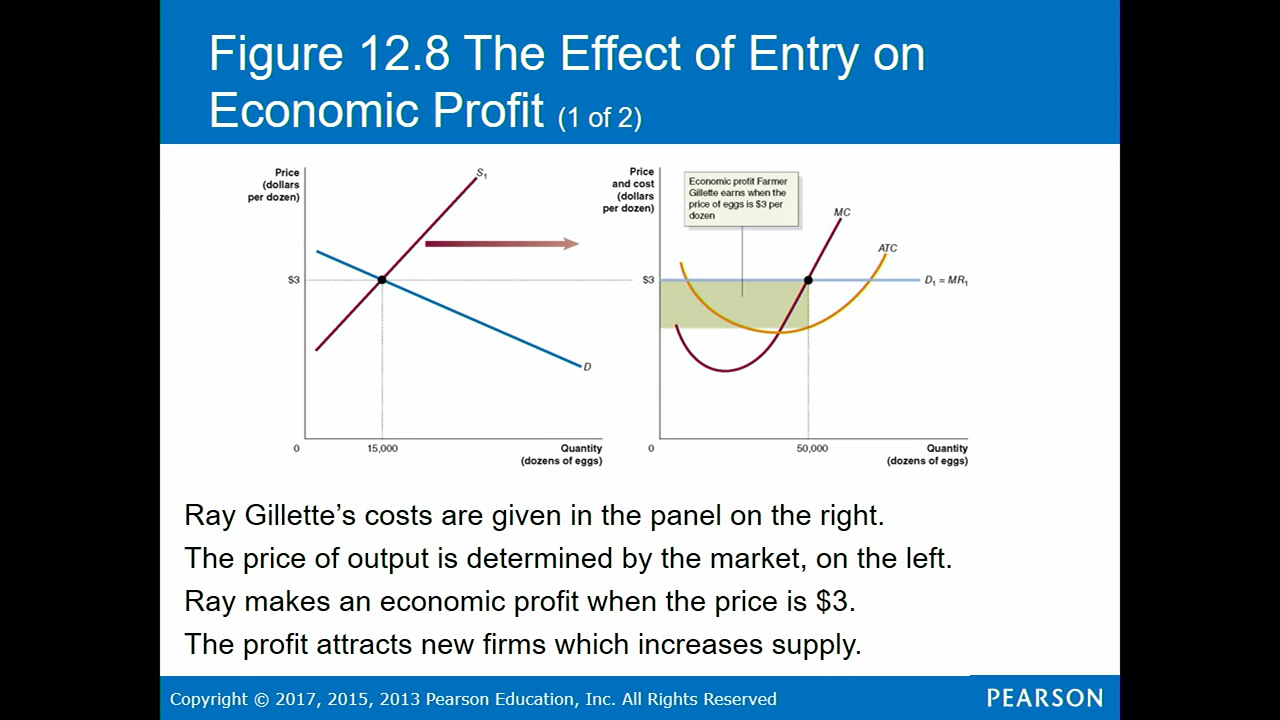 Figure 12.8 The Effect of Entry on
Economic Profit (1 of 2)
Price
(dollars
per dozen)
S1
$3
D
0
15,000
Quantity
(dozens of eggs)
Price
and cost
(dollars
per dozen)
Economic profit Farmer
Gillette earns when the
price of eggs is $3 per
dozen
MC
ATC
$3
D1 = MR1
0
50,000
Quantity
(dozens of eggs)
Ray Gillette’s costs are given in the panel on the right.
The price of output is determined by the market, on the left.
Ray makes an economic profit when the price is $3.
The profit attracts new firms which increases supply.
Copyright © 2017, 2015, 2013 Pearson Education, Inc. All Rights Reserved
PEARSON